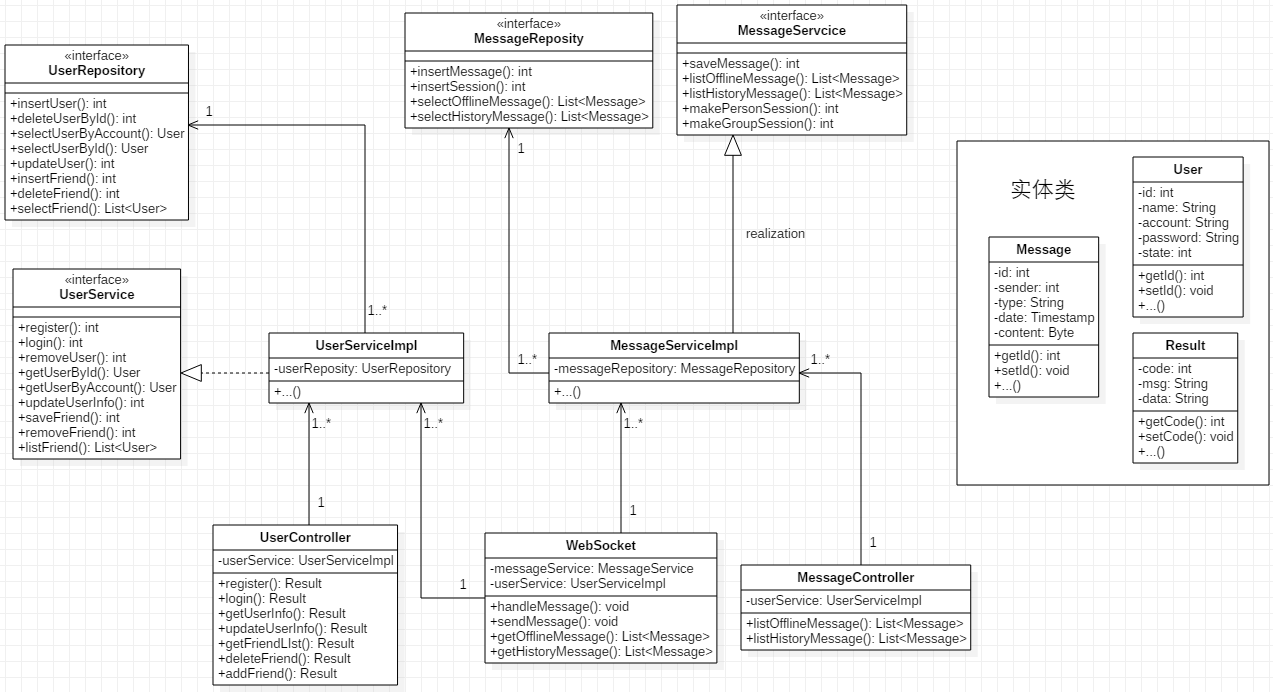 «interface»
UserRepository
+insertUser(): int
+deleteUserById(): int
+selectUserByAccount(): User
+selectUserById(): User
+updateUser(): int
+insertFriend(): int
+deleteFriend(): int
+selectFriend(): List<User>
1
1..*
«interface»
MessageReposity
+insertMessage(): int
+insertSession(): int
+selectOfflineMessage(): List<Message>
+selectHistoryMessage(): List<Message>
1
1..*
«interface»
MessageServcice
+saveMessage(): int
+listOfflineMessage(): List<Message>
+listHistoryMessage(): List<Message>
+makePersonSession(): int
+makeGroupSession(): int
realization
«interface»
UserService
+register(): int
+login(): int
+removeUser(): int
+getUserById(): User
+getUserByAccount(): User
+updateUserInfo(): int
+saveFriend(): int
+removeFriend(): int
+listFriend(): List<User>
UserServiceImpl
-userReposity: UserRepository
+...()
1..*
1..*
MessageServiceImpl
-messageRepository: MessageRepository
+...()
1..*
1..*
1
UserController
-userService: UserServiceImpl
+register(): Result
+login(): Result
+getUserInfo(): Result
+updateUserInfo(): Result
+getFriendLIst(): Result
+deleteFriend(): Result
+addFriend(): Result
1
1
WebSocket
-messageService: MessageService
-userService: UserServiceImpl
+handleMessage(): void
+sendMessage(): void
+getOfflineMessage(): List<Message>
+getHistoryMessage(): List<Message>
1
MessageController
-userService: UserServiceImpl
+listOfflineMessage(): List<Message>
+listHistoryMessage(): List<Message>
实体类
Message
-id: int
-sender: int
-type: String
-date: Timestamp
-content: Byte
+getId(): int
+setId(): void
+...()
User
-id: int
-name: String
-account: String
-password: String
-state: int
+getId(): int
+setId(): void
+...()
Result
-code: int
-msg: String
-data: String
+getCode(): int
+setCode(): void
+...()